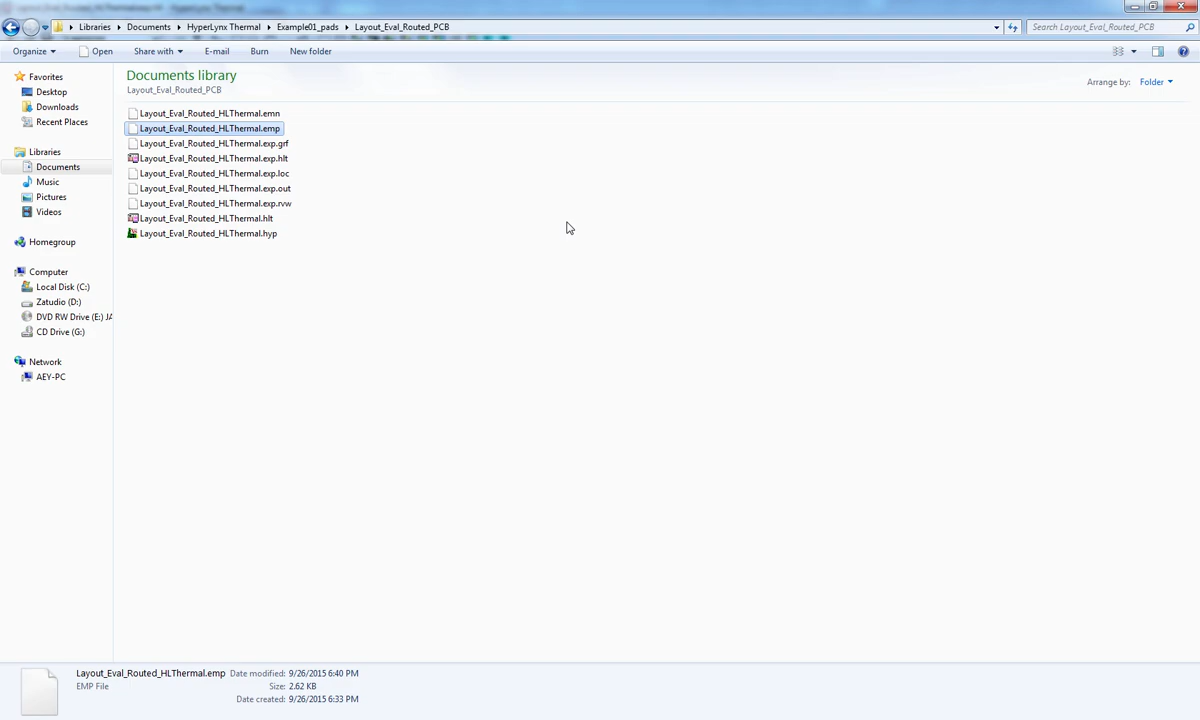 Libraries ▸ Documents ▸ HyperLynx Thermal ▸ Example01_pads ▸ Layout_Eval_Routed_PCB
Search Layout_Eval_Routed_PCB
Organize Open Share with E-mail Burn New folder
Documents library
Layout_Eval_Routed_PCB
Arrange by: Folder
Favorites
Desktop
Downloads
Recent Places
Libraries
Documents
Music
Pictures
Videos
Homegroup
Computer
Local Disk (C:)
Zatudio (D:)
DVD RW Drive (E:) JA
CD Drive (G:)
Network
AEY-PC
Layout_Eval_Routed_HLThermal.emn
Layout_Eval_Routed_HLThermal.emp
Layout_Eval_Routed_HLThermal.exp.grf
Layout_Eval_Routed_HLThermal.exp.hlt
Layout_Eval_Routed_HLThermal.exp.loc
Layout_Eval_Routed_HLThermal.exp.out
Layout_Eval_Routed_HLThermal.exp.rvw
Layout_Eval_Routed_HLThermal.hlt
Layout_Eval_Routed_HLThermal.hyp
Layout_Eval_Routed_HLThermal.emp Date modified: 9/26/2015 6:40 PM
EMP File Size: 2.62 KB
Date created: 9/26/2015 6:33 PM